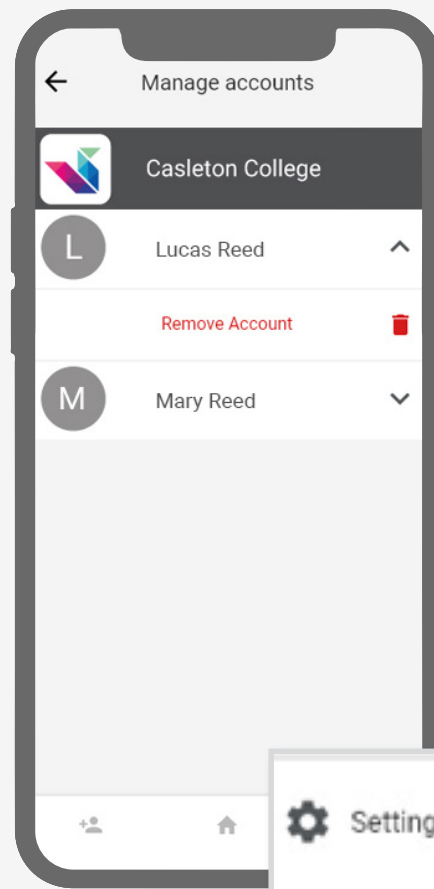 Manage accounts
Casleton College
L
Lucas Reed
Remove Account
M
Mary Reed
Setting